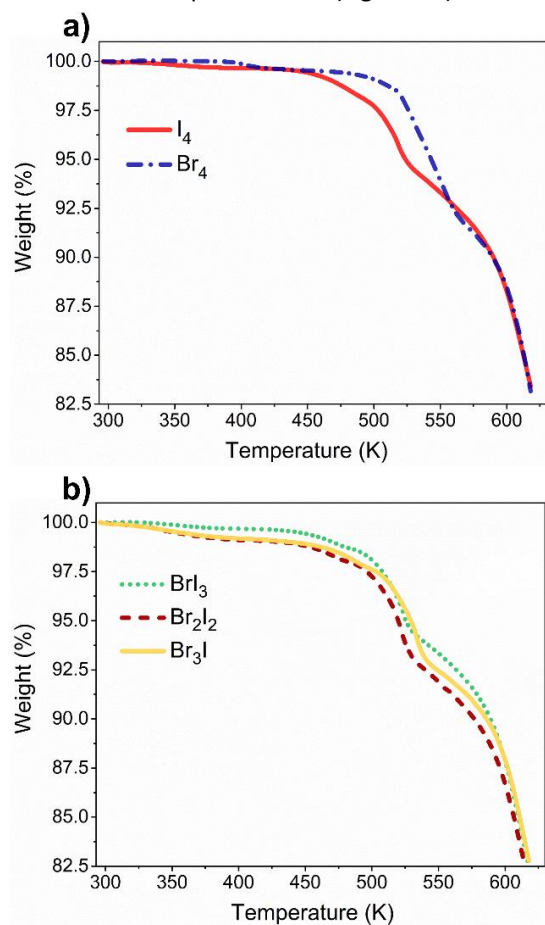 a)
100.0
97.5
95.0
92.5
90.0
87.5
85.0
82.5
Weight (%)
I₄
Br₄
300 350 400 450 500 550 600
Temperature (K)
b)
100.0
97.5
95.0
92.5
90.0
87.5
85.0
82.5
Weight (%)
BrI₃
Br₂I₂
Br₃I
300 350 400 450 500 550 600
Temperature (K)